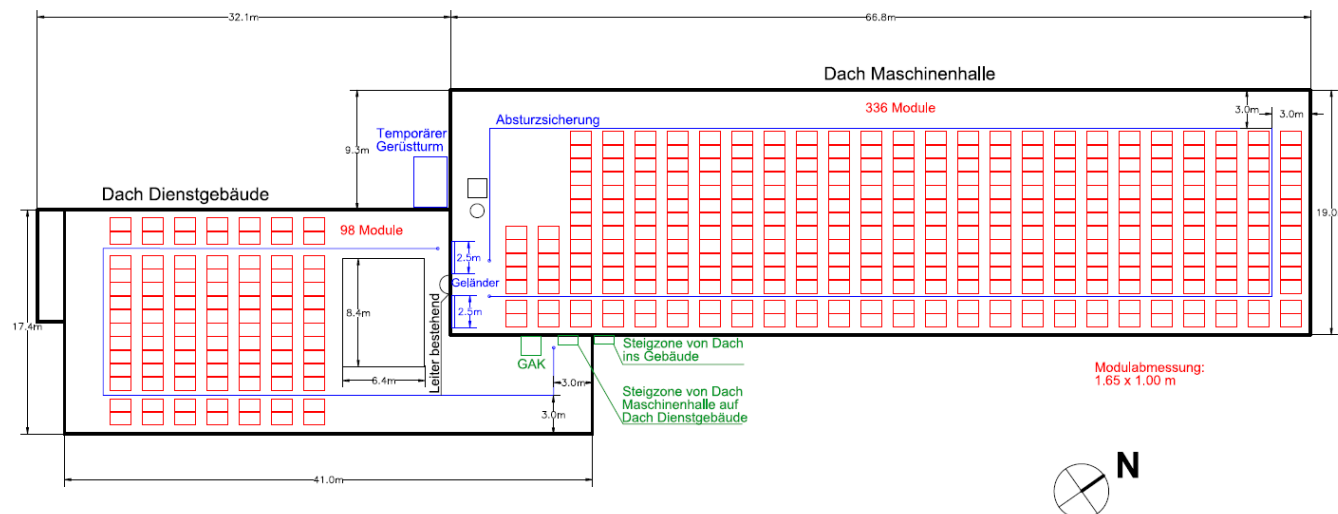 32.1m
66.8m
Dach Maschinenhalle
336 Module
3.0m
3.0m
Absturzsicherung
Temporärer
Gerüstturm
9.3m
Dach Dienstgebäude
98 Module
19.0
2.5m
Geländer
2.5m
8.4m
Leiter bestehend
17.4m
6.4m
GAK
Steigzone von Dach
ins Gebäude
3.0m
Steigzone von Dach
Maschinenhalle auf
Dach Dienstgebäude
3.0m
Modulabmessung:
1.65 x 1.00 m
41.0m
N